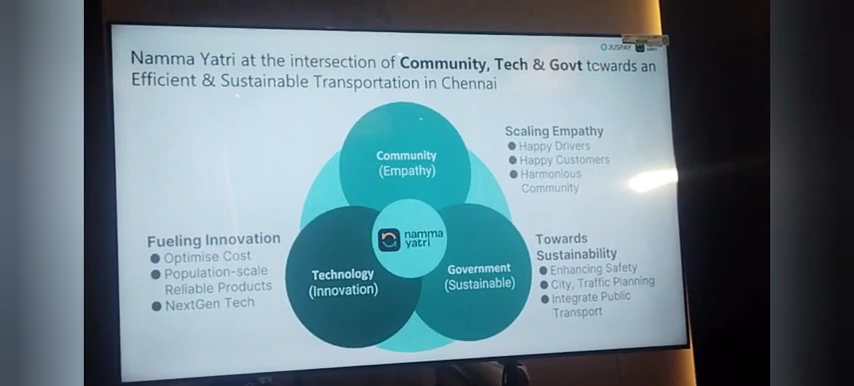 JUSPAY
Namma Yatri at the intersection of Community, Tech & Govt towards an
Efficient & Sustainable Transportation in Chennai
Community
(Empathy)
Scaling Empathy
Happy Drivers
Happy Customers
Harmonious
Community
namma
yatri
Fueling Innovation
Optimise Cost
Population-scale
Reliable Products
NextGen Tech
Technology
(Innovation)
Government
(Sustainable)
Towards
Sustainability
Enhancing Safety
City, Traffic Planning
Integrate Public
Transport